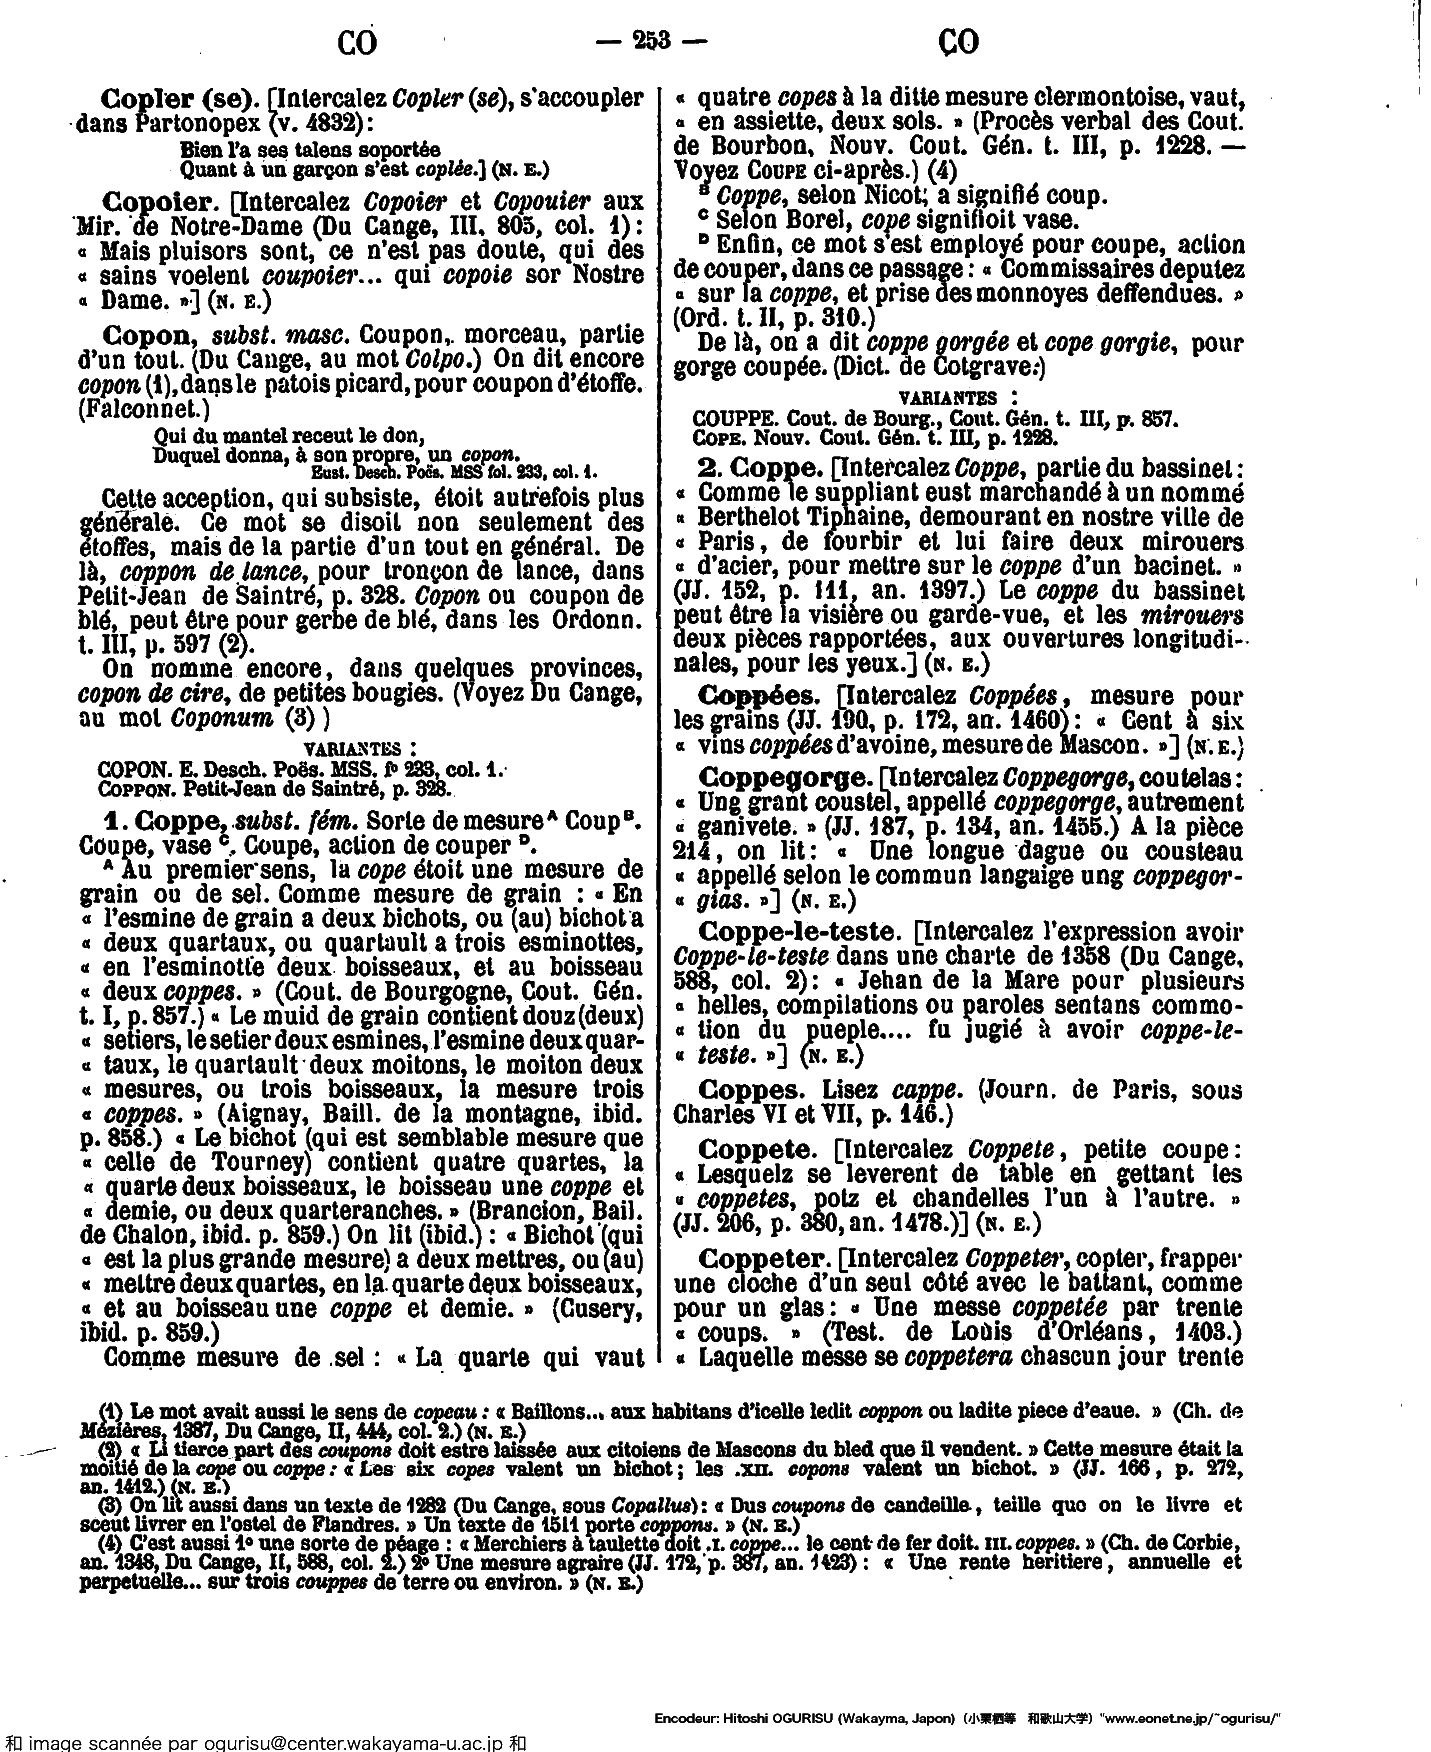 CO
— 253 —
CO
Copler (se). [Intercalez Copler (se), s'accoupler
dans Partonopex (v. 4832):
Bien l'a ses talens soportée
Quant à un garçon s'est coplée.] (N. E.)
Copoier. [Intercalez Copoier et Copouier aux
Mir. de Notre-Dame (Du Cange, III, 805, col. 1):
« Mais pluisors sont, ce n'est pas doute, qui des
« sains voelent coupoier... qui copoie sor Nostre
« Dame. »] (N. E.)
Copon, subst. masc. Coupon, morceau, partie
d'un tout. (Du Cange, au mot Colpo.) On dit encore
copon (1), dans le patois picard, pour coupon d'étoffe.
(Falconnet.)
Qui du mantel receut le don,
Duquel donna, à son propre, un copon.
Eust. Desch. Poës. MSS fol. 233, col. 1.
Cette acception, qui subsiste, étoit autrefois plus
générale. Ce mot se disoit non seulement des
étoffes, mais de la partie d'un tout en général. De
là, coppon de lance, pour tronçon de lance, dans
Petit-Jean de Saintré, p. 328. Copon ou coupon de
blé, peut être pour gerbe de blé, dans les Ordonn.
t. III, p. 597 (2).
On nomme encore, dans quelques provinces,
copon de cire, de petites bougies. (Voyez Du Cange,
au mot Coponum (3) )
VARIANTES :
COPON. E. Desch. Poës. MSS. fº 233, col. 1.
COPPON. Petit-Jean de Saintré, p. 328.
1. Coppe, subst. fém. Sorte de mesure A Coup B.
Coupe, vase C. Coupe, action de couper D.
A Au premier sens, la cope étoit une mesure de
grain ou de sel. Comme mesure de grain : « En
« l'esmine de grain a deux bichots, ou (au) bichot a
« deux quartaux, ou quartault a trois esminottes,
« en l'esminotte deux boisseaux, et au boisseau
« deux coppes. » (Cout. de Bourgogne, Cout. Gén.
t. I, p. 857.) « Le muid de grain contient douz (deux)
« setiers, le setier deux esmines, l'esmine deux quar-
« taux, le quartault deux moitons, le moiton deux
« mesures, ou trois boisseaux, la mesure trois
« coppes. » (Aignay, Baill. de la montagne, ibid.
p. 858.) « Le bichot (qui est semblable mesure que
« celle de Tourney) contient quatre quartes, la
« quarte deux boisseaux, le boisseau une coppe et
« demie, ou deux quarteranches. » (Brancion, Bail.
de Chalon, ibid. p. 859.) On lit (ibid.) : « Bichot (qui
« est la plus grande mesure) a deux mettres, ou (au)
« mettre deux quartes, en la quarte deux boisseaux,
« et au boisseau une coppe et demie. » (Cusery,
ibid. p. 859.)
Comme mesure de sel : « La quarte qui vaut
« quatre copes à la ditte mesure clermontoise, vaut,
« en assiette, deux sols. » (Procès verbal des Cout.
de Bourbon, Nouv. Cout. Gén. t. III, p. 1228. —
Voyez COUPE ci-après.) (4)
B Coppe, selon Nicot, a signifié coup.
C Selon Borel, cope signifioit vase.
D Enfin, ce mot s'est employé pour coupe, action
de couper, dans ce passage : « Commissaires deputez
« sur la coppe, et prise des monnoyes deffendues. »
(Ord. t. II, p. 310.)
De là, on a dit coppe gorgée et cope gorgie, pour
gorge coupée. (Dict. de Cotgrave.)
VARIANTES :
COUPPE. Cout. de Bourg., Cout. Gén. t. III, p. 857.
COPE. Nouv. Cout. Gén. t. III, p. 1228.
2. Coppe. [Intercalez Coppe, partie du bassinet :
« Comme le suppliant eust marchandé à un nommé
« Berthelot Tiphaine, demourant en nostre ville de
« Paris, de fourbir et lui faire deux mirouers
« d'acier, pour mettre sur le coppe d'un bacinet. »
(JJ. 152, p. 111, an. 1397.) Le coppe du bassinet
peut être la visière ou garde-vue, et les mirouers
deux pièces rapportées, aux ouvertures longitudi-
nales, pour les yeux.] (N. E.)
Coppées. [Intercalez Coppées, mesure pour
les grains (JJ. 190, p. 172, an. 1460) : « Cent à six
« vins coppées d'avoine, mesure de Mascon. »] (N. E.)
Coppegorge. [Intercalez Coppegorge, coutelas :
« Ung grant coustel, appellé coppegorge, autrement
« ganivete. » (JJ. 187, p. 134, an. 1455.) A la pièce
214, on lit : « Une longue dague ou cousteau
« appellé selon le commun langaige ung coppegor-
« gias. »] (N. E.)
Coppe-le-teste. [Intercalez l'expression avoir
Coppe-le-teste dans une charte de 1358 (Du Cange,
588, col. 2) : « Jehan de la Mare pour plusieurs
« helles, compilations ou paroles sentans commo-
« tion du pueple.... fu jugié à avoir coppe-le-
« teste. »] (N. E.)
Coppes. Lisez cappe. (Journ. de Paris, sous
Charles VI et VII, p. 146.)
Coppete. [Intercalez Coppete, petite coupe :
« Lesquelz se leverent de table en gettant les
« coppetes, potz et chandelles l'un à l'autre. »
(JJ. 206, p. 380, an. 1478.)] (N. E.)
Coppeter. [Intercalez Coppeter, copter, frapper
une cloche d'un seul côté avec le battant, comme
pour un glas : « Une messe coppetée par trente
« coups. » (Test. de Louis d'Orléans, 1403.)
« Laquelle messe se coppetera chascun jour trente
(1) Le mot avait aussi le sens de copeau : « Baillons... aux habitans d'icelle ledit coppon ou ladite piece d'eaue. » (Ch. de
Mézières, 1387, Du Cange, II, 444, col. 2.) (N. E.)
(2) « Li tierce part des coupons doit estre laissée aux citoiens de Mascons du bled que il vendent. » Cette mesure était la
moitié de la cope ou coppe : « Les six copes valent un bichot ; les .XII. copons valent un bichot. » (JJ. 166, p. 272,
an. 1412.) (N. E.)
(3) On lit aussi dans un texte de 1282 (Du Cange, sous Copallus) : « Dus coupons de candeille, teille quo on le livre et
sceut livrer en l'ostel de Flandres. » Un texte de 1511 porte coppons. » (N. E.)
(4) C'est aussi 1º une sorte de péage : « Merchiers à taulette doit .I. coppe... le cent de fer doit. III. coppes. » (Ch. de Corbie,
an. 1348, Du Cange, II, 588, col. 2.) 2º Une mesure agraire (JJ. 172, p. 387, an. 1423) : « Une rente heritiere, annuelle et
perpetuelle... sur trois couppes de terre ou environ. » (N. E.)
Encodeur: Hitoshi OGURISU (Wakayma, Japon)（小栗栖等　和歌山大学）"www.eonet.ne.jp/~ogurisu/"
和 image scannée par ogurisu@center.wakayama-u.ac.jp 和